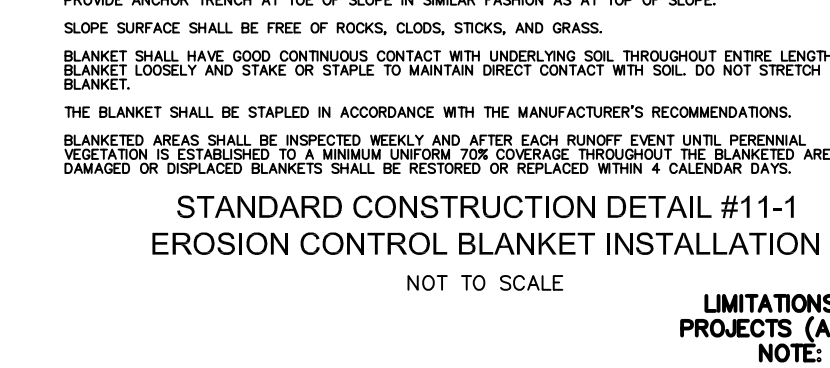 PROVIDE ANCHOR TRENCH AT TOE OF SLOPE IN SIMILAR FASHION AS AT TOP OF SLOPE.
SLOPE SURFACE SHALL BE FREE OF ROCKS, CLODS, STICKS, AND GRASS.
BLANKET SHALL HAVE GOOD CONTINUOUS CONTACT WITH UNDERLYING SOIL THROUGHOUT ENTIRE LENGTH
BLANKET LOOSELY AND STAKE OR STAPLE TO MAINTAIN DIRECT CONTACT WITH SOIL. DO NOT STRETCH
BLANKET.
THE BLANKET SHALL BE STAPLED IN ACCORDANCE WITH THE MANUFACTURER'S RECOMMENDATIONS.
BLANKETED AREAS SHALL BE INSPECTED WEEKLY AND AFTER EACH RUNOFF EVENT UNTIL PERENNIAL
VEGETATION IS ESTABLISHED TO A MINIMUM UNIFORM 70% COVERAGE THROUGHOUT THE BLANKETED ARE
DAMAGED OR DISPLACED BLANKETS SHALL BE RESTORED OR REPLACED WITHIN 4 CALENDAR DAYS.
STANDARD CONSTRUCTION DETAIL #11-1
EROSION CONTROL BLANKET INSTALLATION
NOT TO SCALE
LIMITATIONS
PROJECTS (A
NOTE: